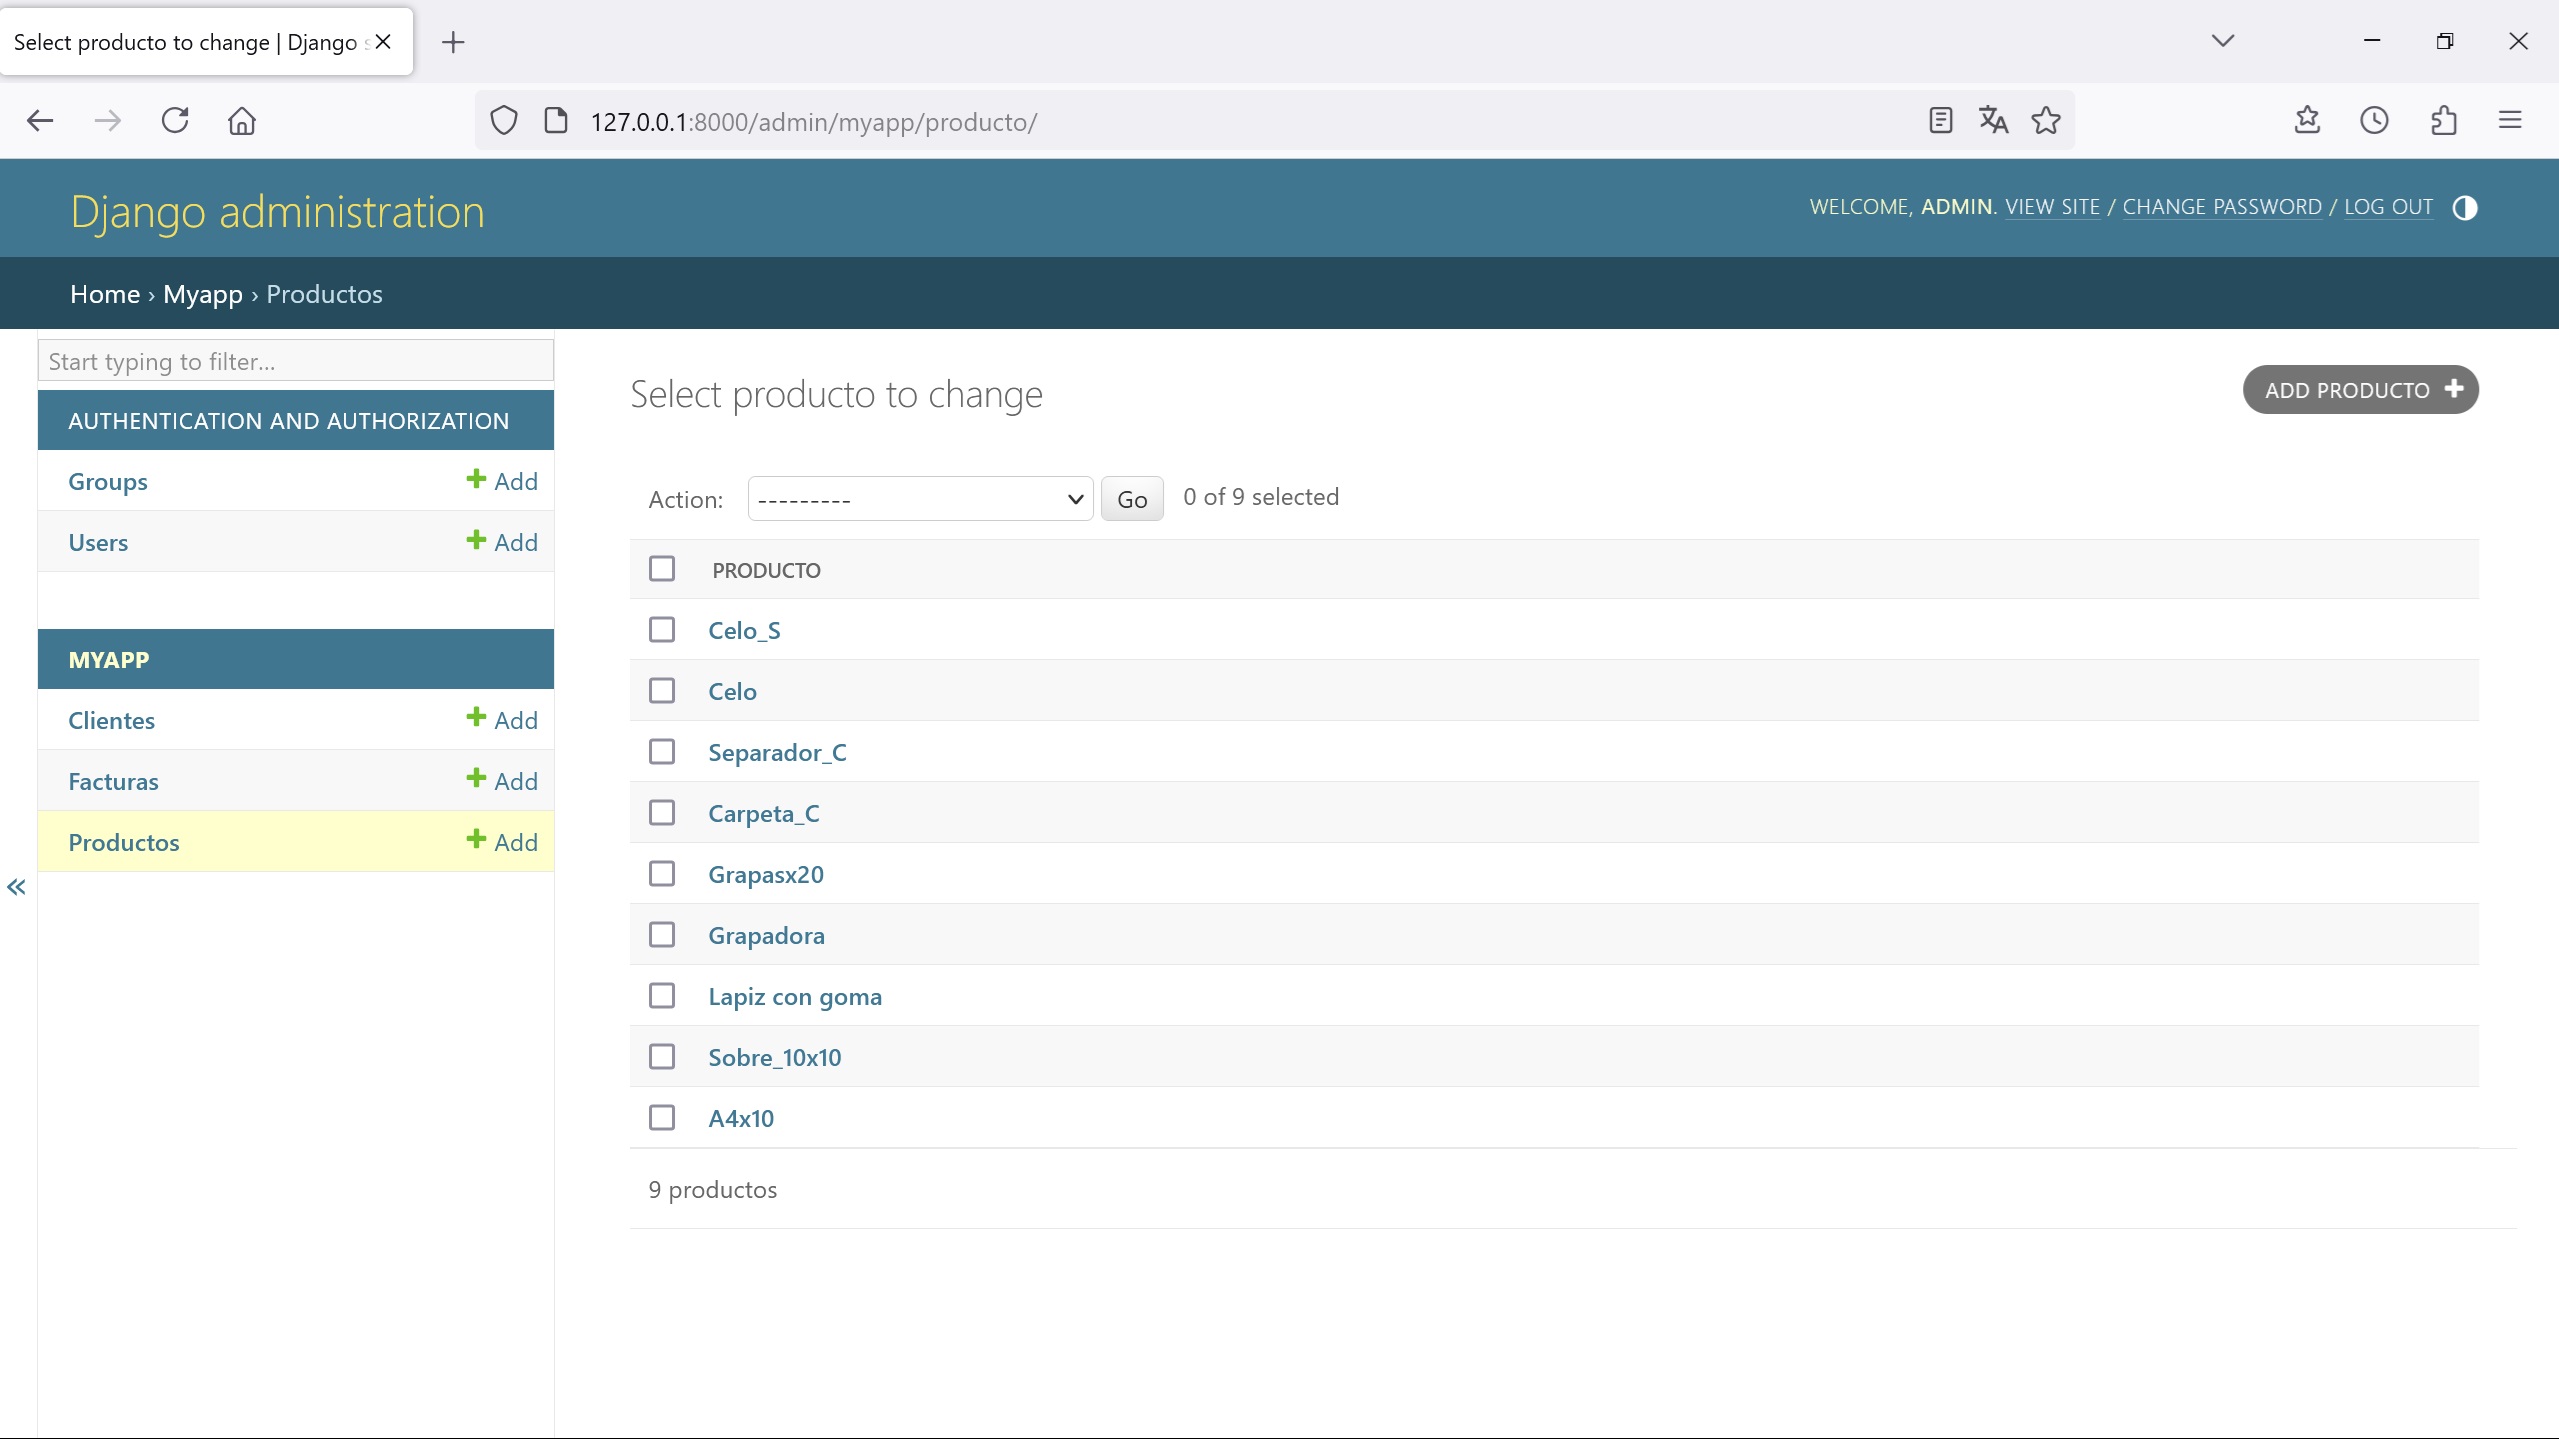 Select producto to change | Django s
127.0.0.1:8000/admin/myapp/producto/
Django administration
WELCOME, ADMIN. VIEW SITE / CHANGE PASSWORD / LOG OUT
Home › Myapp › Productos
Start typing to filter...
AUTHENTICATION AND AUTHORIZATION
Groups Add
Users Add
MYAPP
Clientes Add
Facturas Add
Productos Add
«
Select producto to change
ADD PRODUCTO +
Action: --------- Go 0 of 9 selected
PRODUCTO
Celo_S
Celo
Separador_C
Carpeta_C
Grapasx20
Grapadora
Lapiz con goma
Sobre_10x10
A4x10
9 productos